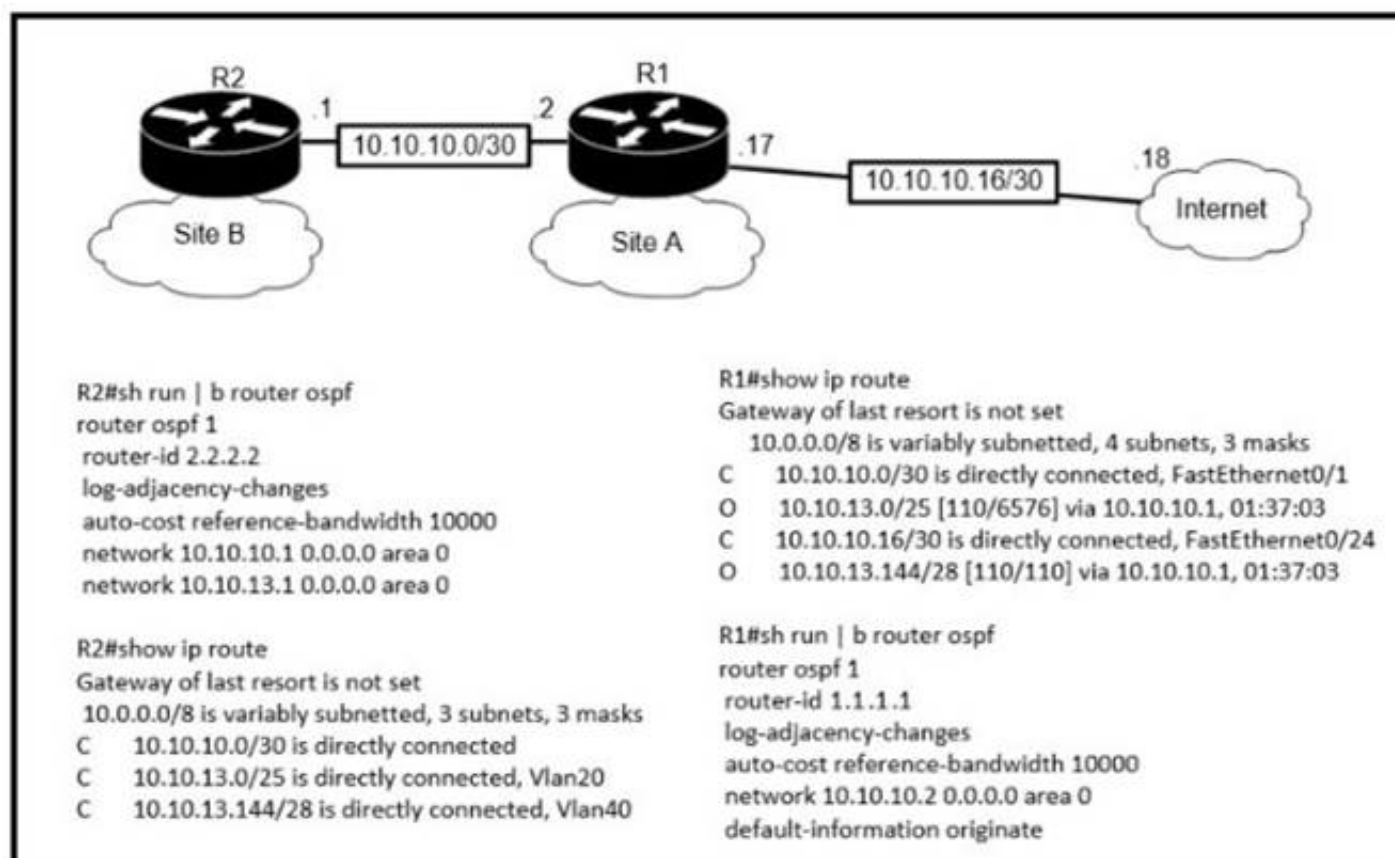 R2
R1
.1
.2
10.10.10.0/30
.17
10.10.10.16/30
.18
Internet
Site B
Site A
R2#sh run | b router ospf
router ospf 1
router-id 2.2.2.2
log-adjacency-changes
auto-cost reference-bandwidth 10000
network 10.10.10.1 0.0.0.0 area 0
network 10.10.13.1 0.0.0.0 area 0
R2#show ip route
Gateway of last resort is not set
10.0.0.0/8 is variably subnetted, 3 subnets, 3 masks
C 10.10.10.0/30 is directly connected
C 10.10.13.0/25 is directly connected, Vlan20
C 10.10.13.144/28 is directly connected, Vlan40
R1#show ip route
Gateway of last resort is not set
10.0.0.0/8 is variably subnetted, 4 subnets, 3 masks
C 10.10.10.0/30 is directly connected, FastEthernet0/1
O 10.10.13.0/25 [110/6576] via 10.10.10.1, 01:37:03
C 10.10.10.16/30 is directly connected, FastEthernet0/24
O 10.10.13.144/28 [110/110] via 10.10.10.1, 01:37:03
R1#sh run | b router ospf
router ospf 1
router-id 1.1.1.1
log-adjacency-changes
auto-cost reference-bandwidth 10000
network 10.10.10.2 0.0.0.0 area 0
default-information originate